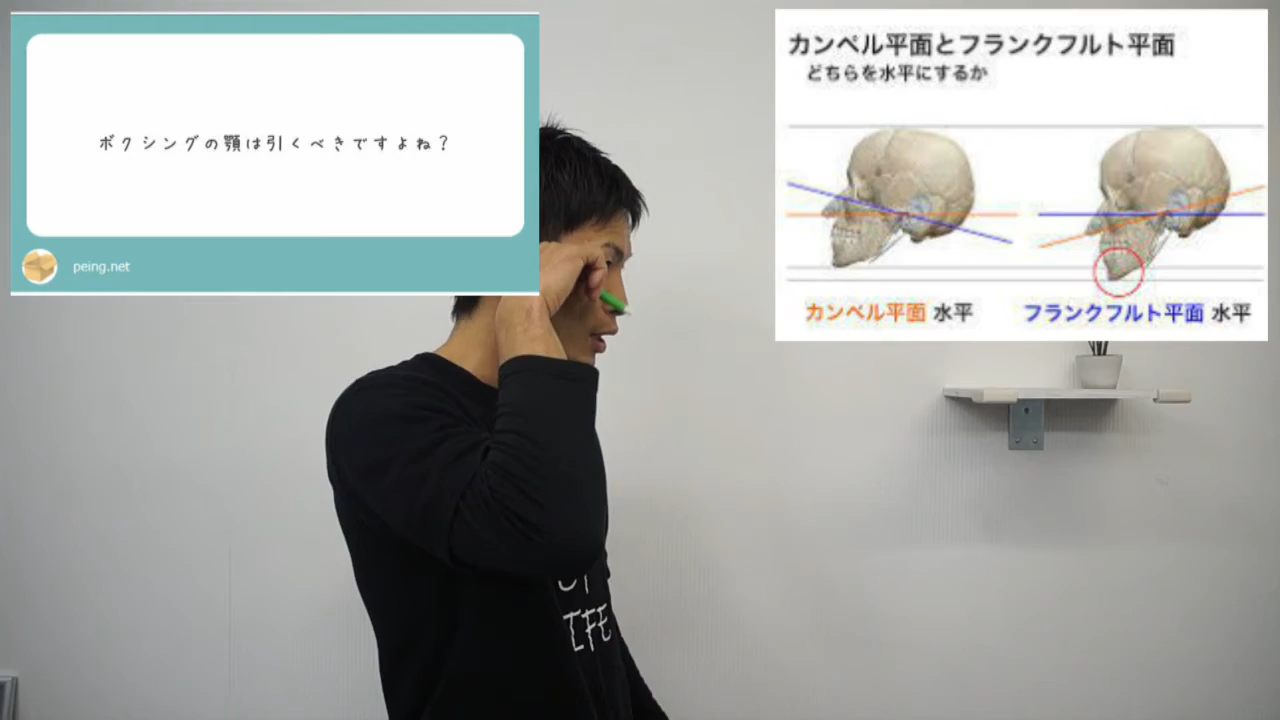 ボクシングの顎は引くべきですよね？
peing.net
カンペル平面とフランクフルト平面
どちらを水平にするか
カンペル平面 水平
フランクフルト平面 水平
IFE